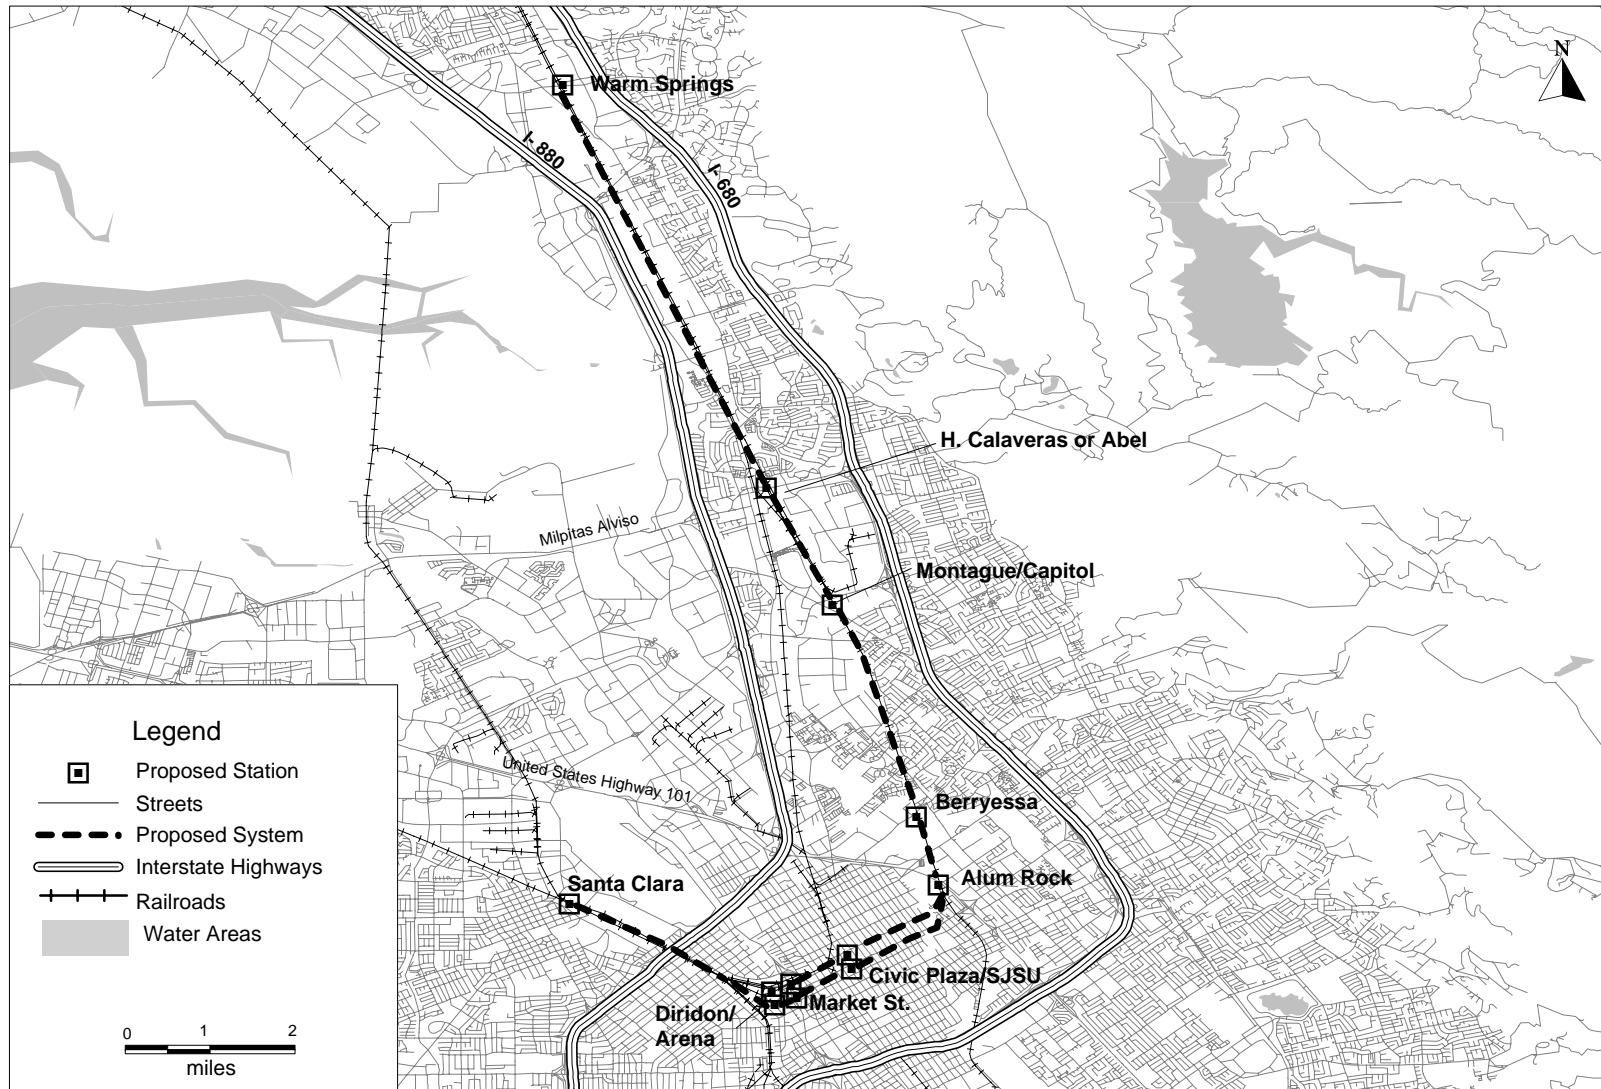 N
Warm Springs
I- 880
I- 680
H. Calaveras or Abel
Milpitas Alviso
Montague/Capitol
United States Highway 101
Berryessa
Alum Rock
Santa Clara
Civic Plaza/SJSU
Market St.
Diridon/
Arena
Legend
Proposed Station
Streets
Proposed System
Interstate Highways
Railroads
Water Areas
0 1 2
miles